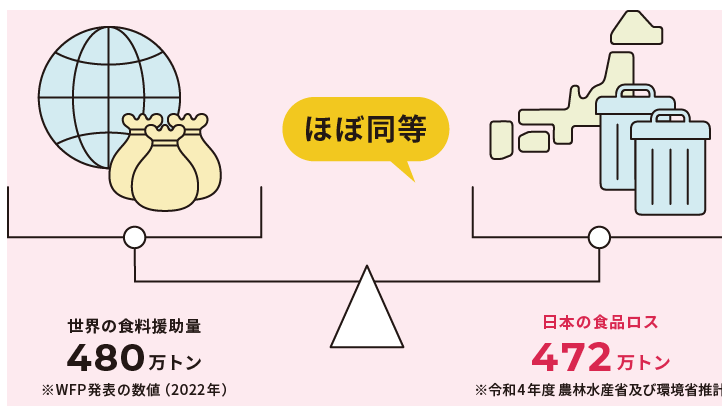 ほぼ同等
世界の食料援助量
480万トン
※WFP発表の数値（2022年）
日本の食品ロス
472万トン
※令和4年度 農林水産省及び環境省推計